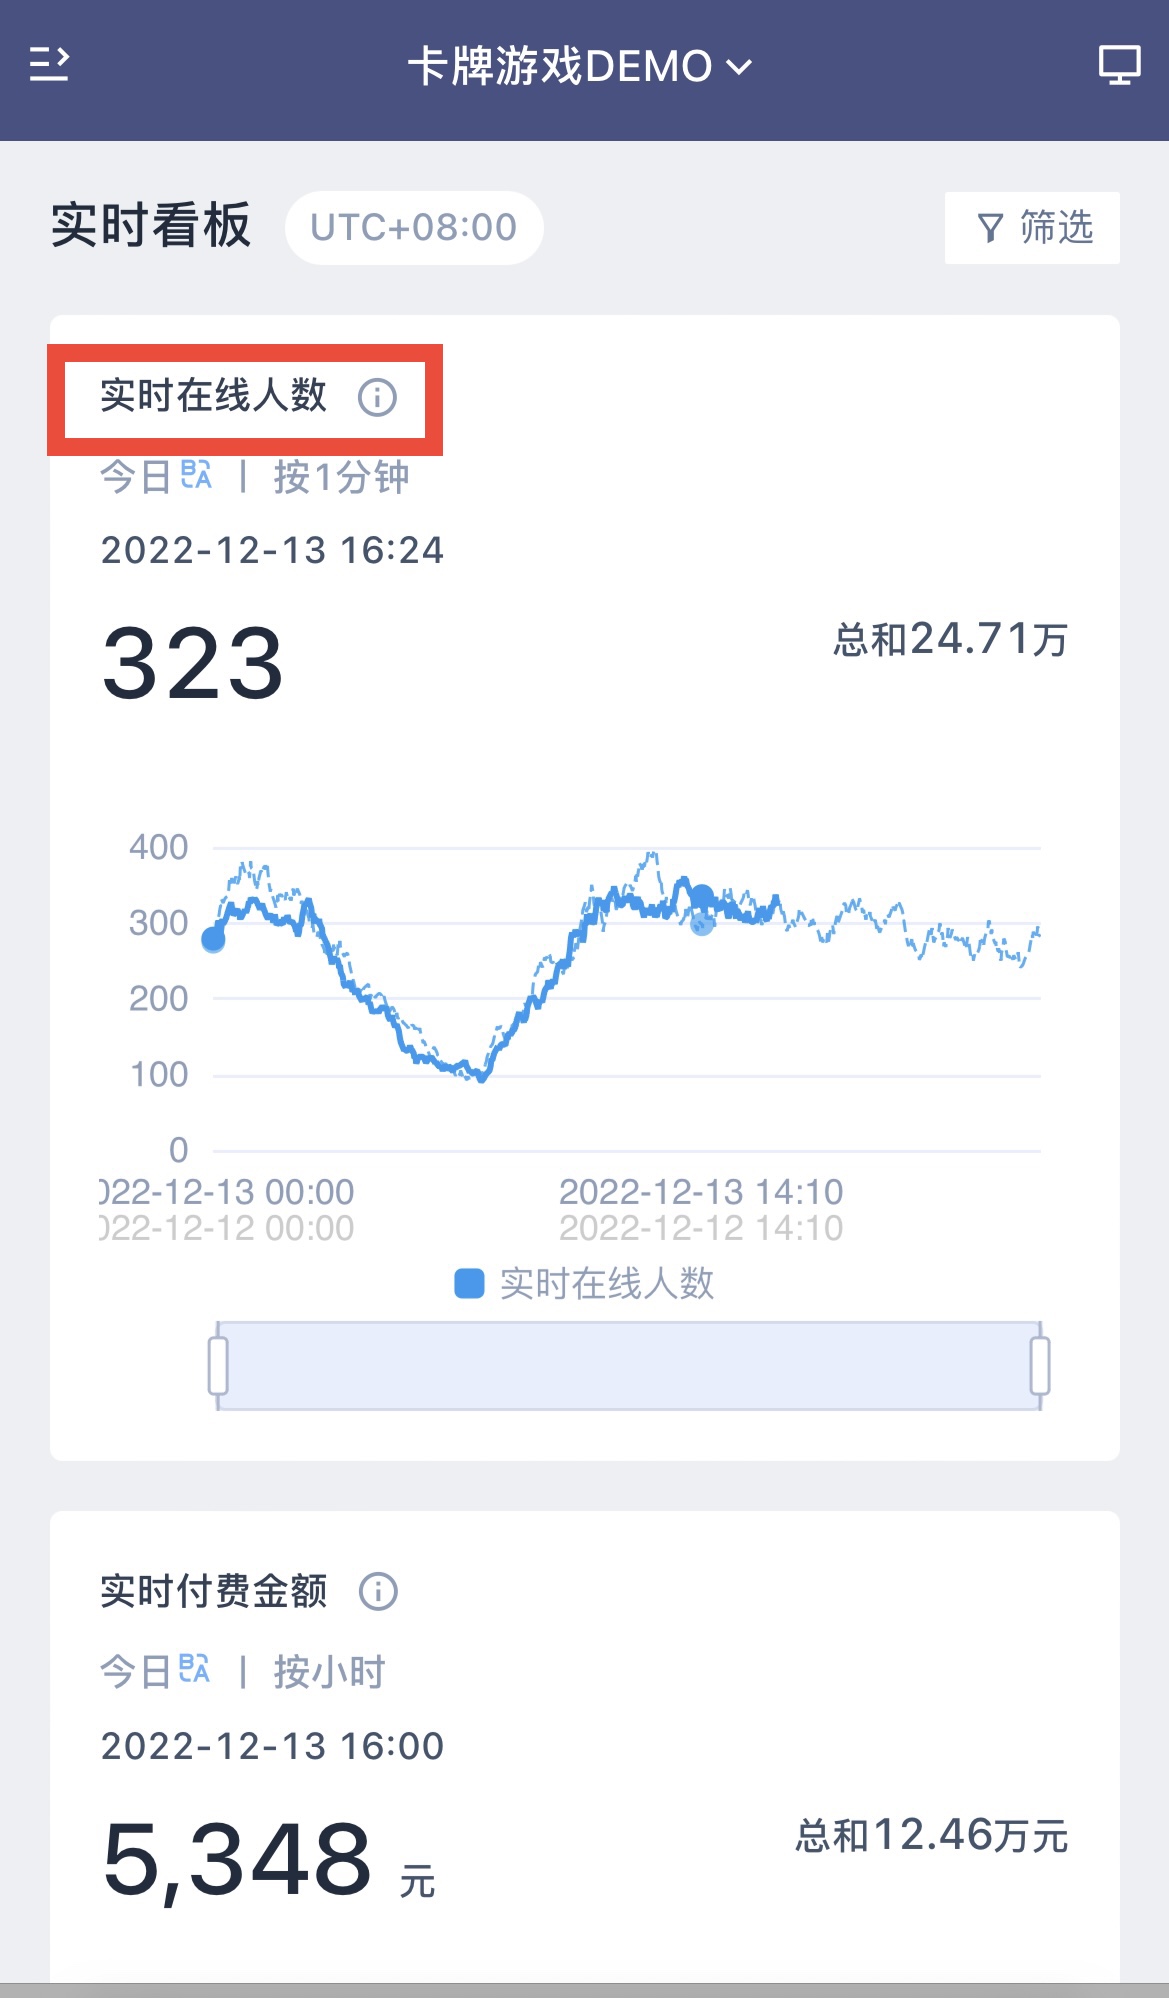 卡牌游戏DEMO
实时看板 UTC+08:00 筛选
实时在线人数
今日 | 按1分钟
2022-12-13 16:24
323 总和24.71万
400
300
200
100
0
022-12-13 00:00 2022-12-13 14:10
022-12-12 00:00 2022-12-12 14:10
实时在线人数
实时付费金额
今日 | 按小时
2022-12-13 16:00
5,348 元 总和12.46万元